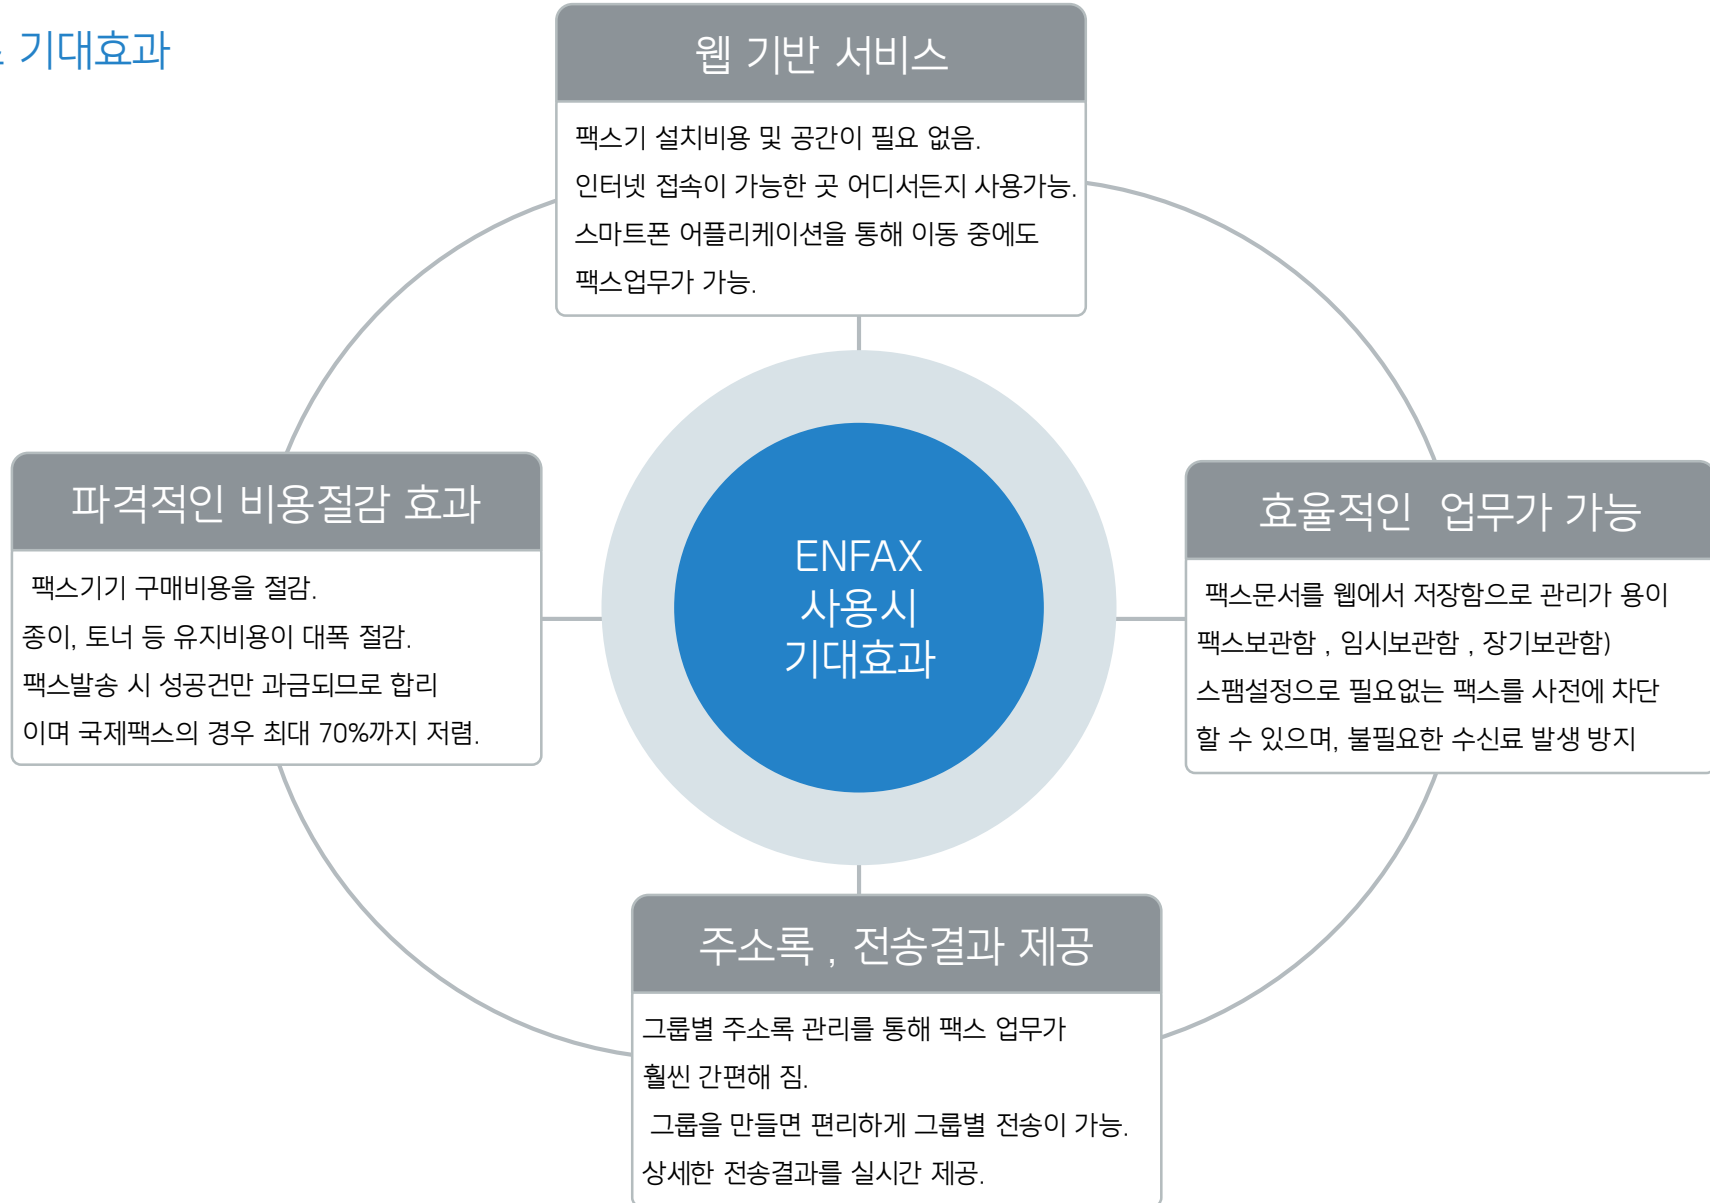 기대효과
웹 기반 서비스
팩스기 설치비용 및 공간이 필요 없음.
인터넷 접속이 가능한 곳 어디서든지 사용가능.
스마트폰 어플리케이션을 통해 이동 중에도
팩스업무가 가능.
파격적인 비용절감 효과
팩스기기 구매비용을 절감.
종이, 토너 등 유지비용이 대폭 절감.
팩스발송 시 성공건만 과금되므로 합리
이며 국제팩스의 경우 최대 70%까지 저렴.
ENFAX
사용시
기대효과
효율적인 업무가 가능
팩스문서를 웹에서 저장함으로 관리가 용이
팩스보관함 , 임시보관함 , 장기보관함)
스팸설정으로 필요없는 팩스를 사전에 차단
할 수 있으며, 불필요한 수신료 발생 방지
주소록 , 전송결과 제공
그룹별 주소록 관리를 통해 팩스 업무가
훨씬 간편해 짐.
그룹을 만들면 편리하게 그룹별 전송이 가능.
상세한 전송결과를 실시간 제공.